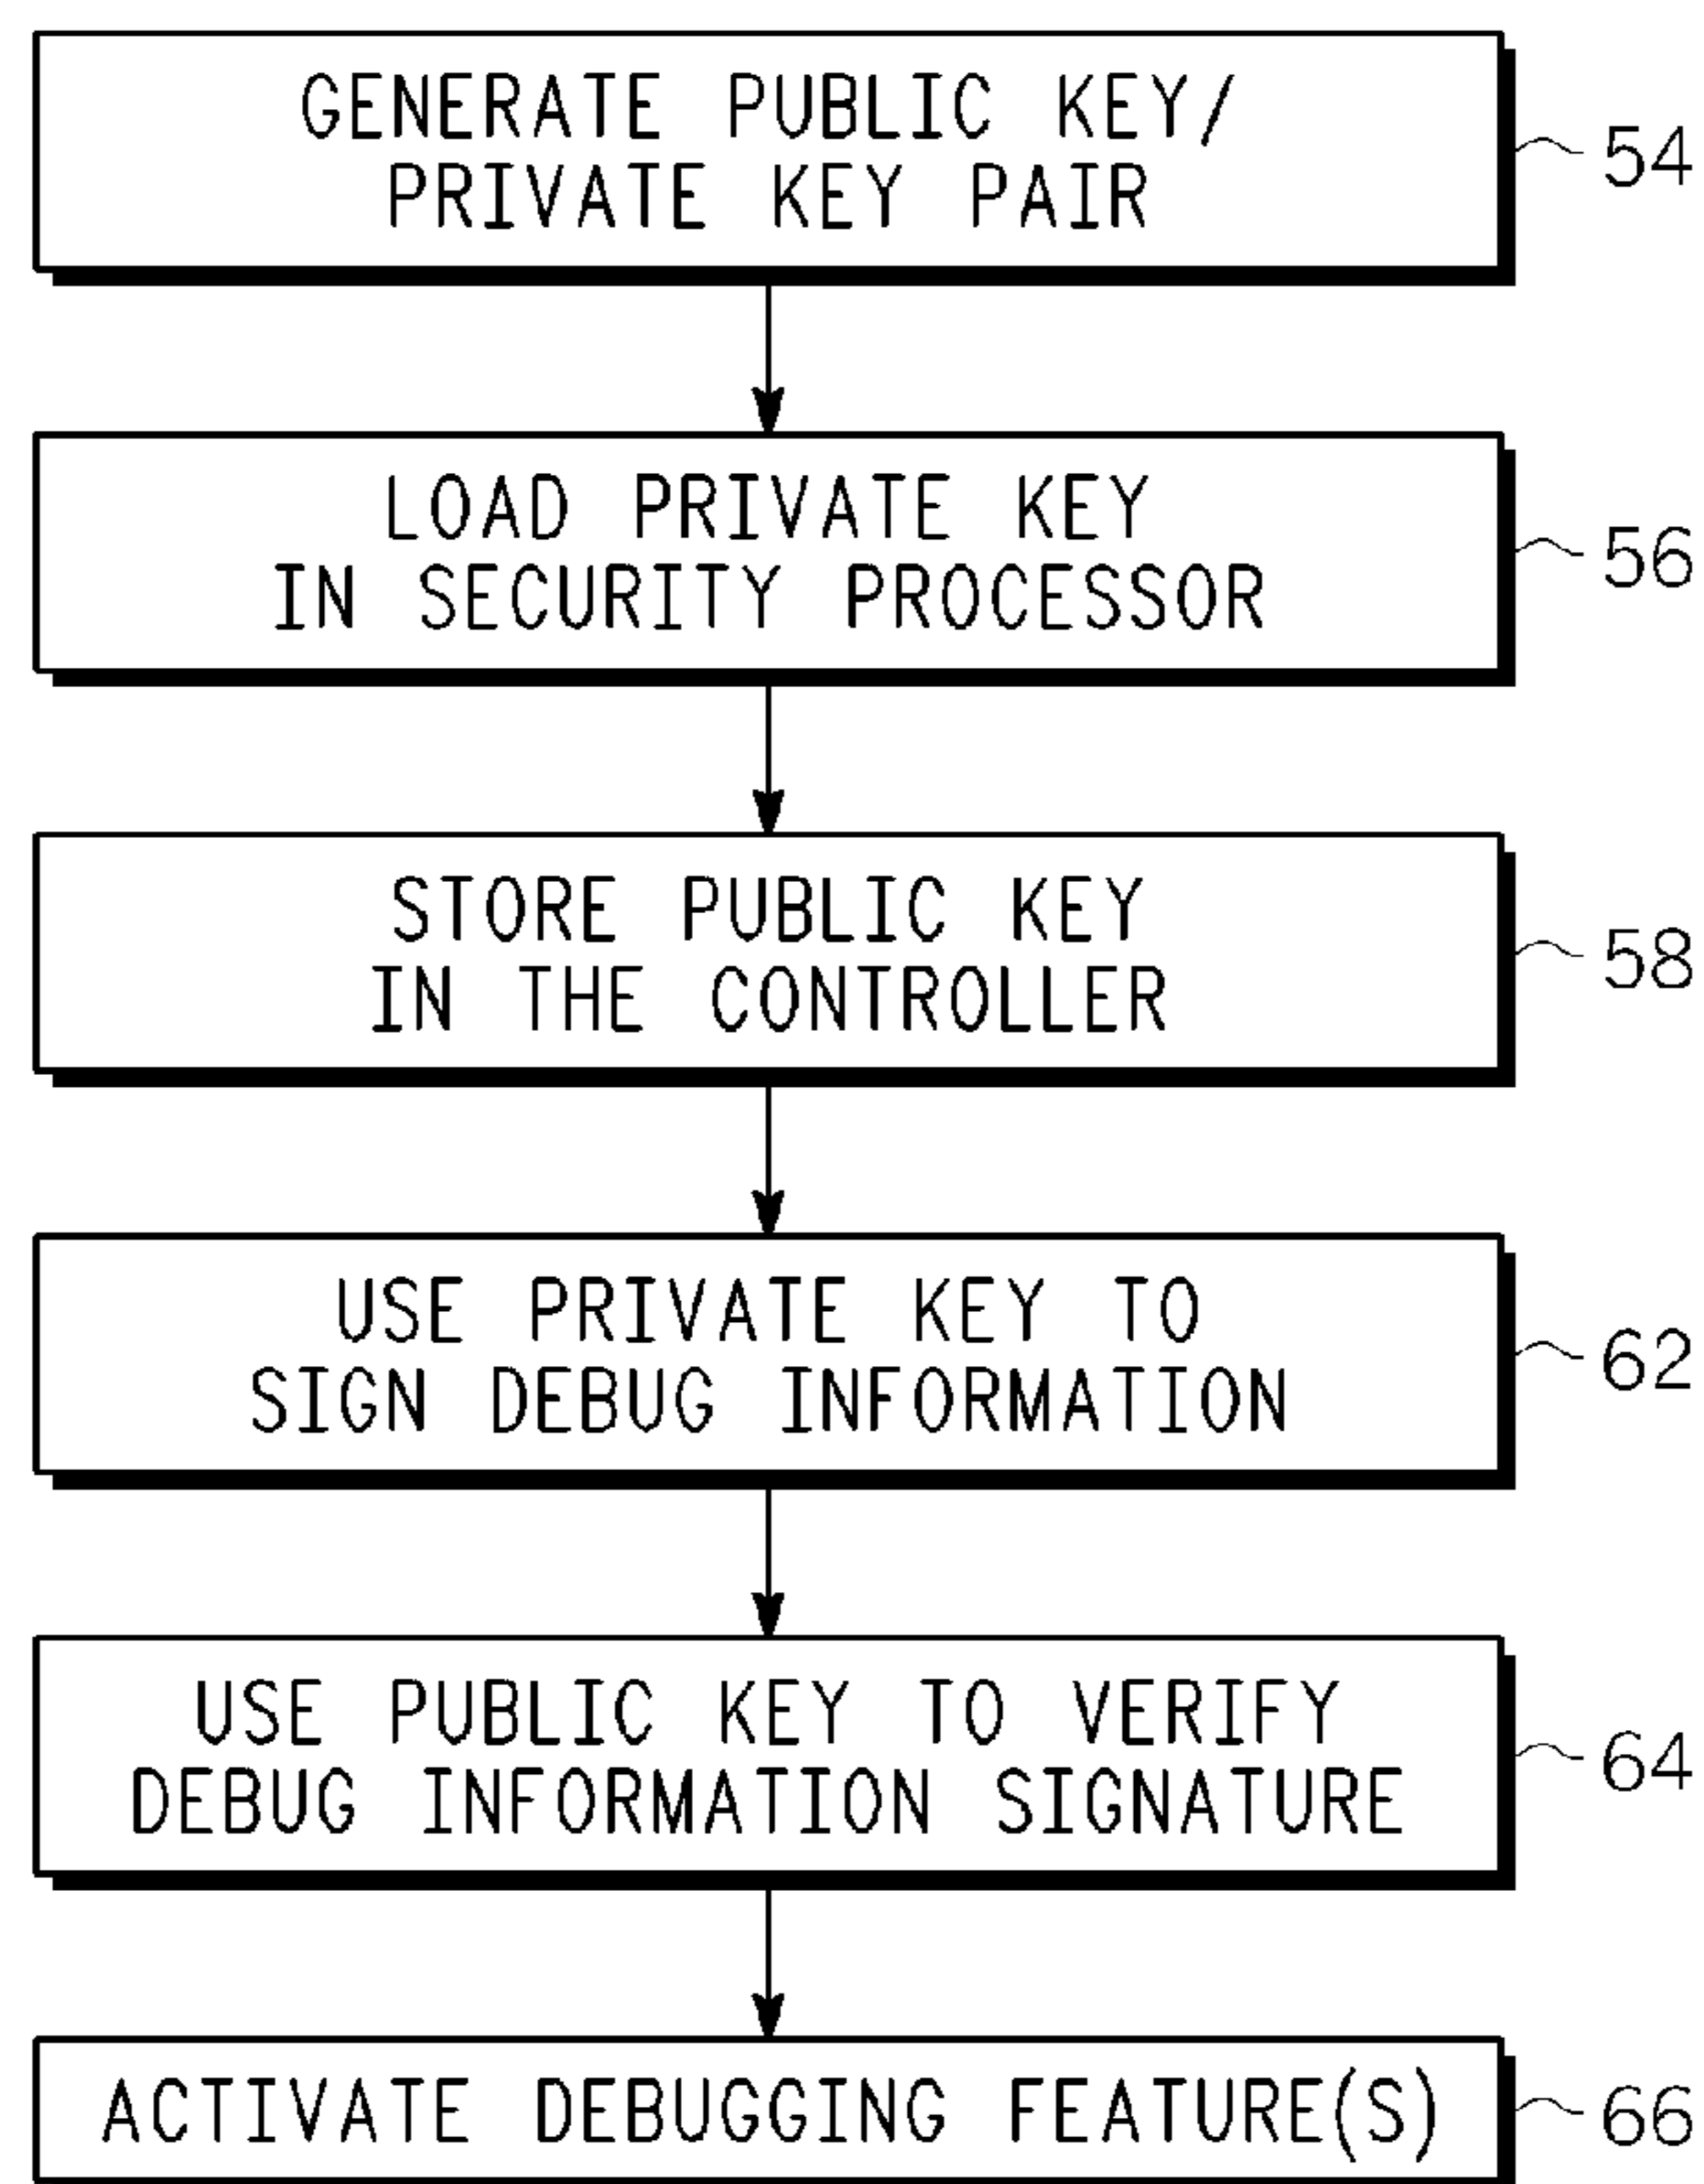 GENERATE PUBLIC KEY/
PRIVATE KEY PAIR
54
LOAD PRIVATE KEY
IN SECURITY PROCESSOR
56
STORE PUBLIC KEY
IN THE CONTROLLER
58
USE PRIVATE KEY TO
SIGN DEBUG INFORMATION
62
USE PUBLIC KEY TO VERIFY
DEBUG INFORMATION SIGNATURE
64
ACTIVATE DEBUGGING FEATURE(S)
66